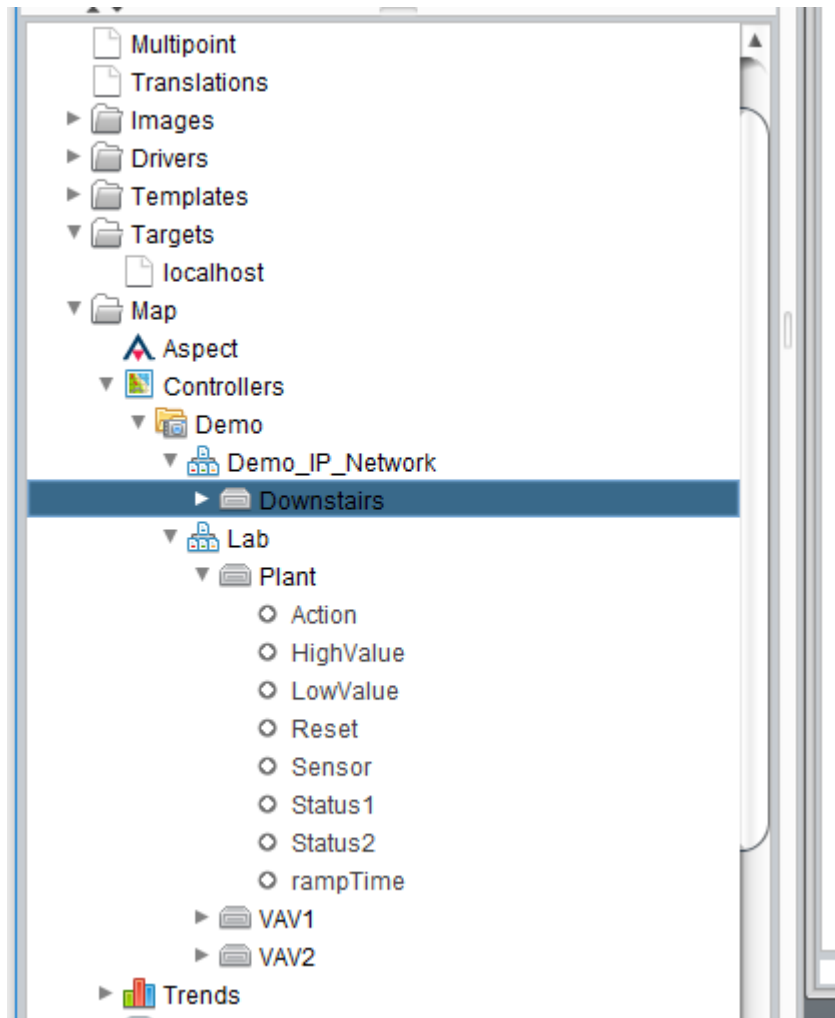 Multipoint
Translations
Images
Drivers
Templates
Targets
localhost
Map
Aspect
Controllers
Demo
Demo_IP_Network
Downstairs
Lab
Plant
Action
HighValue
LowValue
Reset
Sensor
Status1
Status2
rampTime
VAV1
VAV2
Trends